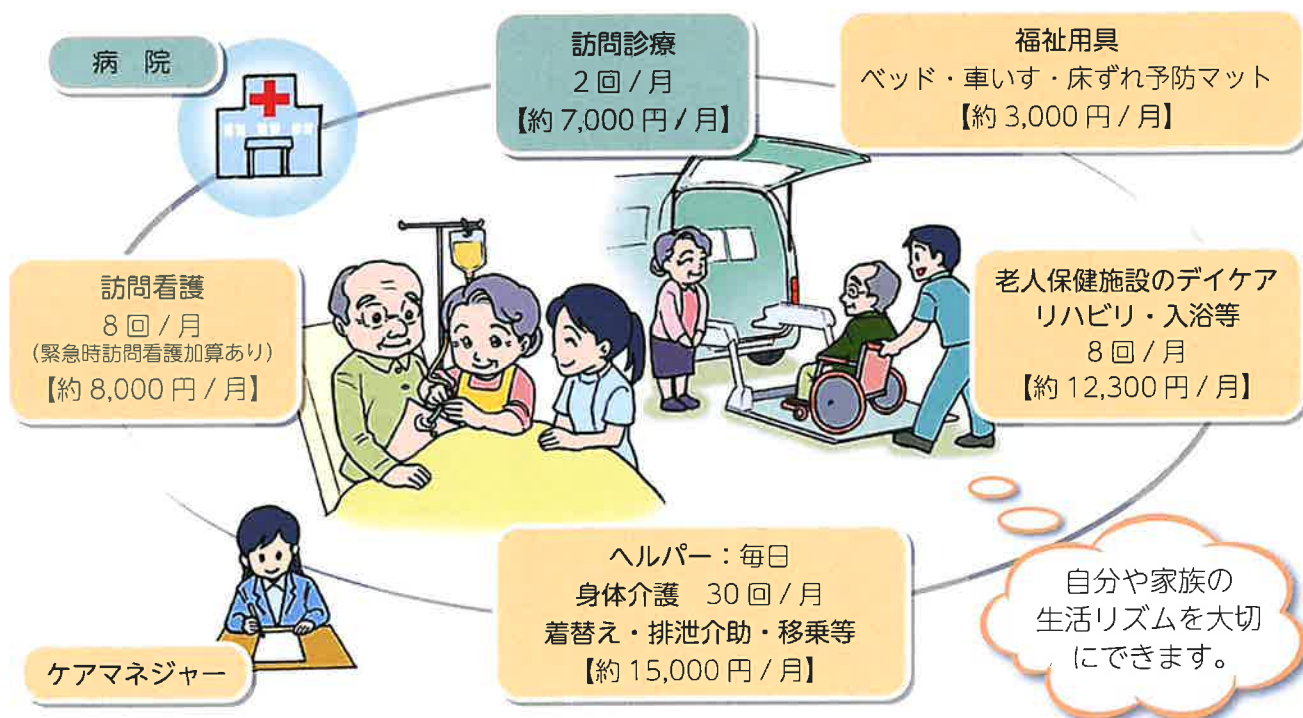 病 院
訪問診療
2回/月
【約7,000円/月】
福祉用具
ベッド・車いす・床ずれ予防マット
【約3,000円/月】
訪問看護
8回/月
(緊急時訪問看護加算あり)
【約8,000円/月】
老人保健施設のデイケア
リハビリ・入浴等
8回/月
【約12,300円/月】
ケアマネジャー
ヘルパー:毎日
身体介護 30回/月
着替え・排泄介助・移乗等
【約15,000円/月】
自分や家族の
生活リズムを大切
にできます。